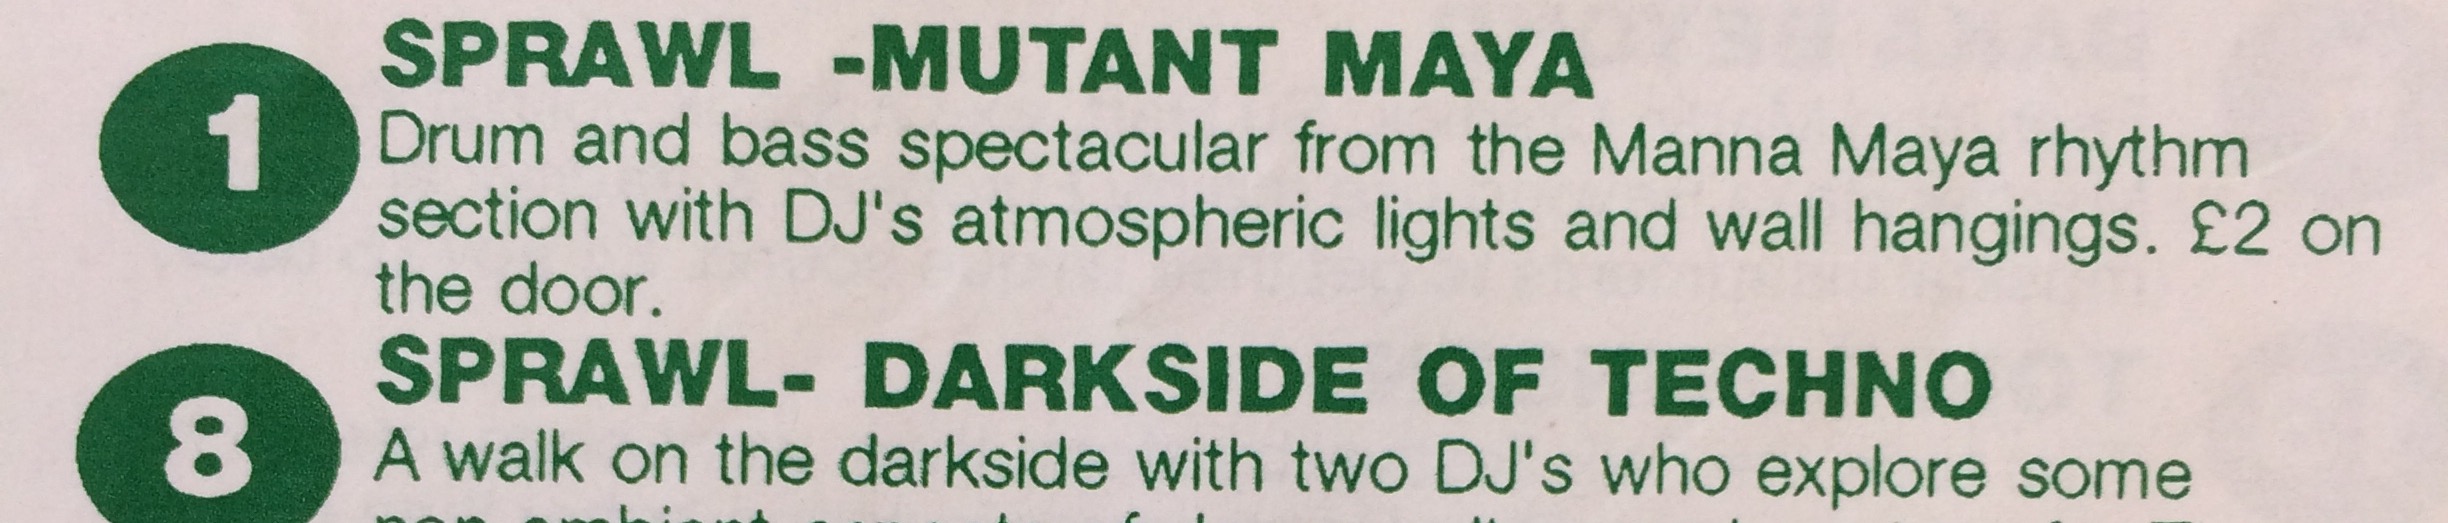 1
SPRAWL -MUTANT MAYA
Drum and bass spectacular from the Manna Maya rhythm
section with DJ's atmospheric lights and wall hangings. £2 on
the door.
8
SPRAWL- DARKSIDE OF TECHNO
A walk on the darkside with two DJ's who explore some